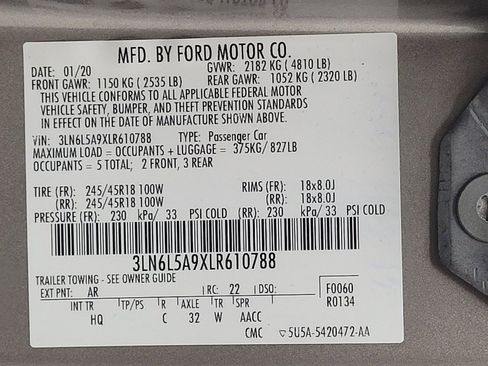 MFD. BY FORD MOTOR CO.
DATE: 01/20 GVWR: 2182 KG ( 4810 LB)
FRONT GAWR: 1150 KG ( 2535 LB) REAR GAWR: 1052 KG ( 2320 LB)
THIS VEHICLE CONFORMS TO ALL APPLICABLE FEDERAL MOTOR
VEHICLE SAFETY, BUMPER, AND THEFT PREVENTION STANDARDS
IN EFFECT ON THE DATE OF MANUFACTURE SHOWN ABOVE.
VIN: 3LN6L5A9XLR610788 TYPE: Passenger Car
MAXIMUM LOAD = OCCUPANTS + LUGGAGE = 375KG/ 827LB
OCCUPANTS = 5 TOTAL; 2 FRONT, 3 REAR
TIRE (FR): 245/45R18 100W RIMS (FR): 18x8.0J
(RR): 245/45R18 100W (RR): 18x8.0J
PRESSURE (FR): 230 kPa/ 33 PSI COLD (RR): 230 kPa/ 33 PSI COLD
3LN6L5A9XLR610788
TRAILER TOWING - SEE OWNER GUIDE
EXT PNT: AR RC: 22 DSO: F0060
R0134
INT TR TP/PS R AXLE TR SPR
HQ C 32 W AACC
CMC ▽ 5U5A-5420472-AA